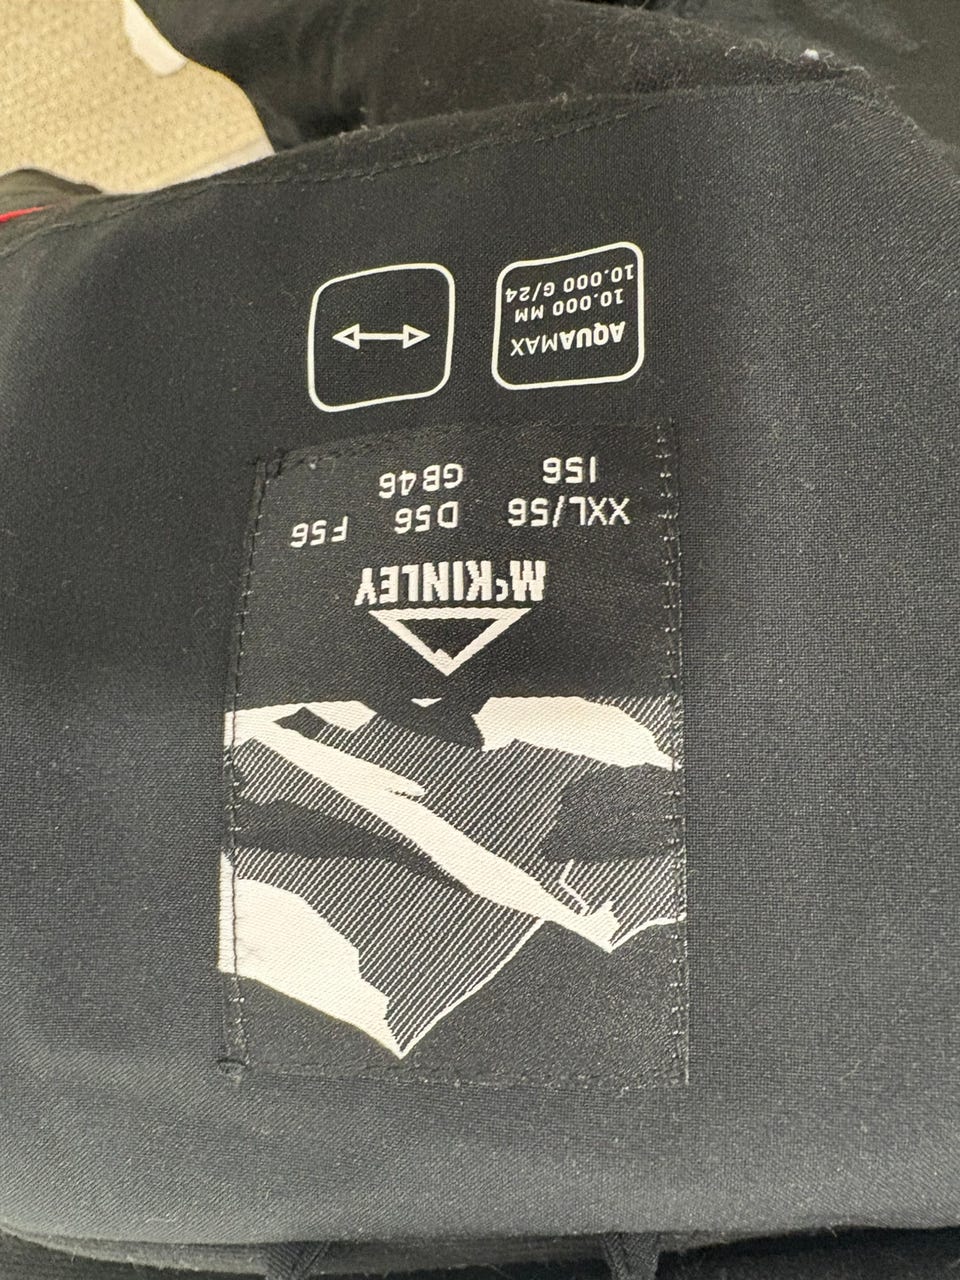 AQUAMAX
10.000 MM
10.000 G/24
McKINLEY
XXL/56 D56 F56
I56 GB46